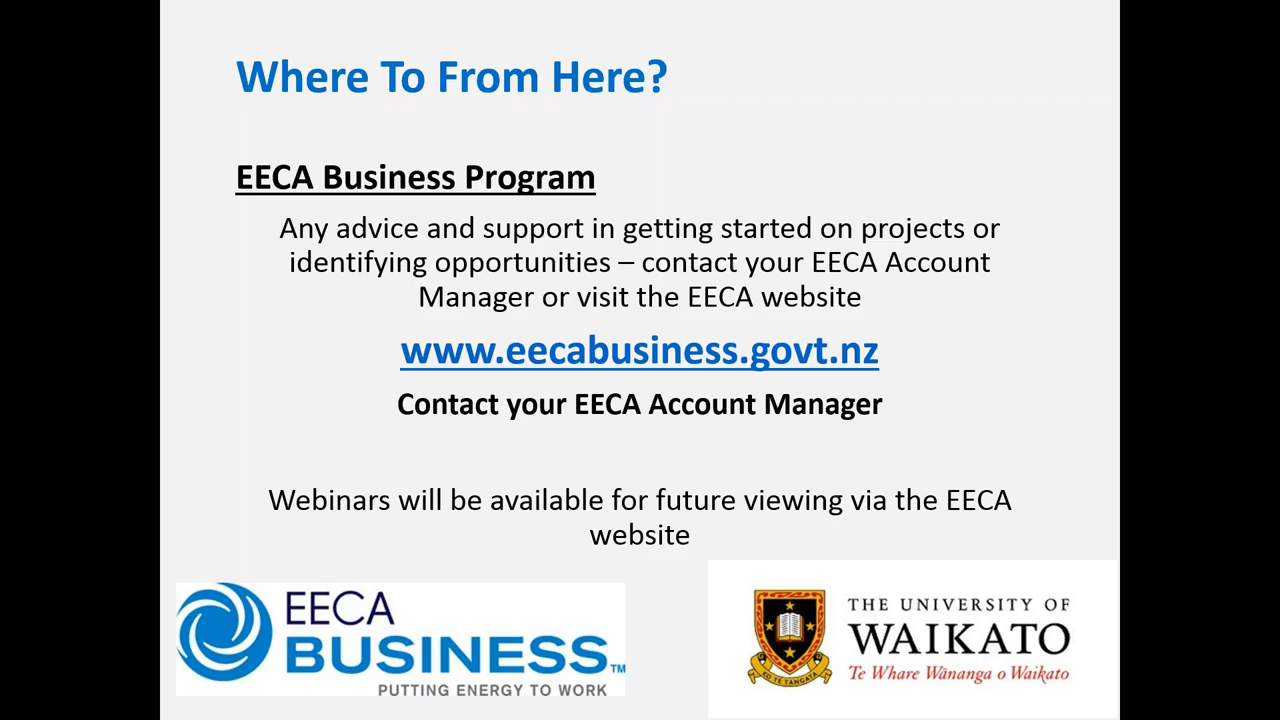 Where To From Here?
EECA Business Program
Any advice and support in getting started on projects or
identifying opportunities – contact your EECA Account
Manager or visit the EECA website
www.eecabusiness.govt.nz
Contact your EECA Account Manager
Webinars will be available for future viewing via the EECA
website
EECA
BUSINESS™
PUTTING ENERGY TO WORK
THE UNIVERSITY OF
WAIKATO
Te Whare Wānanga o Waikato
KO TE TANGATA